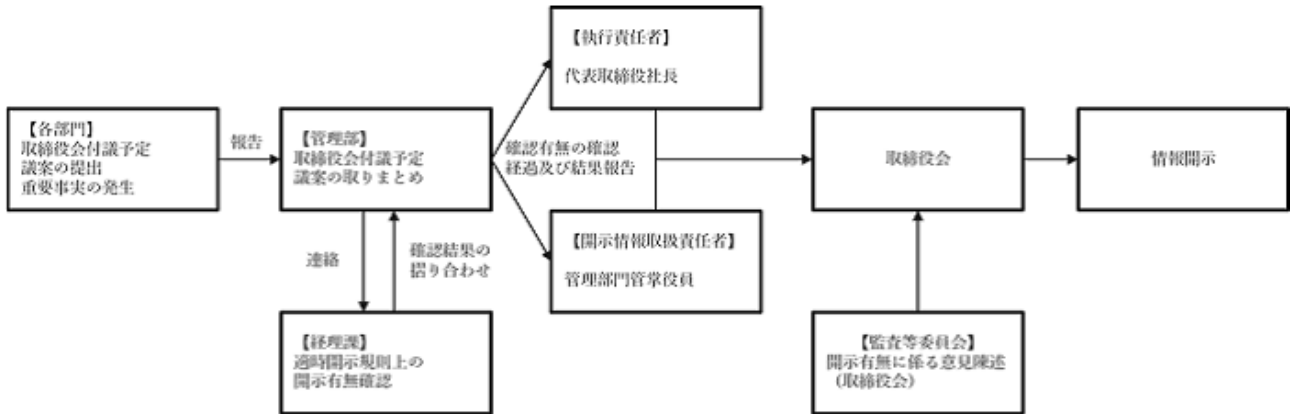 【各部門】
取締役会付議予定
議案の提出
重要事実の発生
報告
【管理部】
取締役会付議予定
議案の取りまとめ
連絡
確認結果の
摺り合わせ
【経理課】
適時開示規則上の
開示有無確認
【執行責任者】
代表取締役社長
確認有無の確認
経過及び結果報告
【開示情報取扱責任者】
管理部門管掌役員
取締役会
【監査等委員会】
開示有無に係る意見陳述
（取締役会）
情報開示